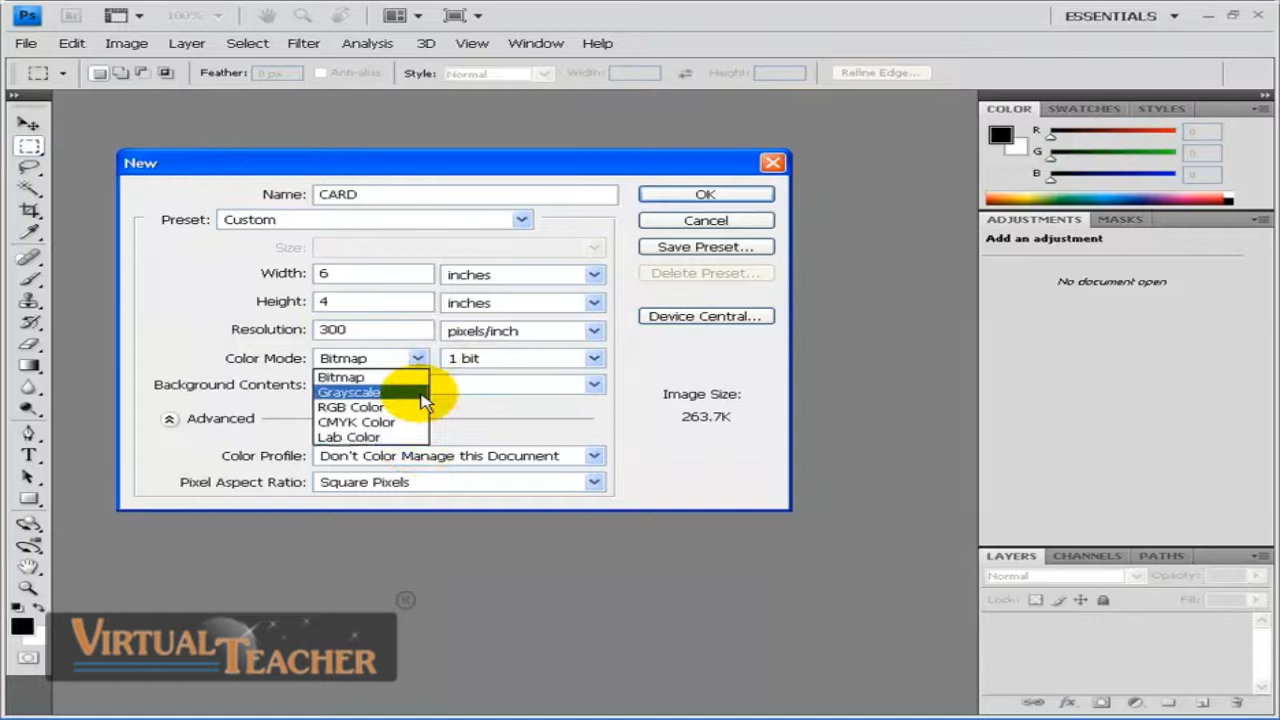 Ps Br 100% ESSENTIALS
File Edit Image Layer Select Filter Analysis 3D View Window Help
Feather: 0 px Anti-alias Style: Normal Width: Height: Refine Edge...
COLOR SWATCHES STYLES
R 0
G 0
B 0
ADJUSTMENTS MASKS
Add an adjustment
No document open
New
Name: CARD OK
Preset: Custom Cancel
Size: Save Preset...
Width: 6 inches Delete Preset...
Height: 4 inches
Resolution: 300 pixels/inch Device Central...
Color Mode: Bitmap 1 bit
Bitmap
Background Contents:
Grayscale
RGB Color
CMYK Color
Lab Color
Image Size:
263.7K
Advanced
Color Profile: Don't Color Manage this Document
Pixel Aspect Ratio: Square Pixels
LAYERS CHANNELS PATHS
Normal Opacity:
Lock: Fill:
T
®
VIRTUAL TEACHER
fx